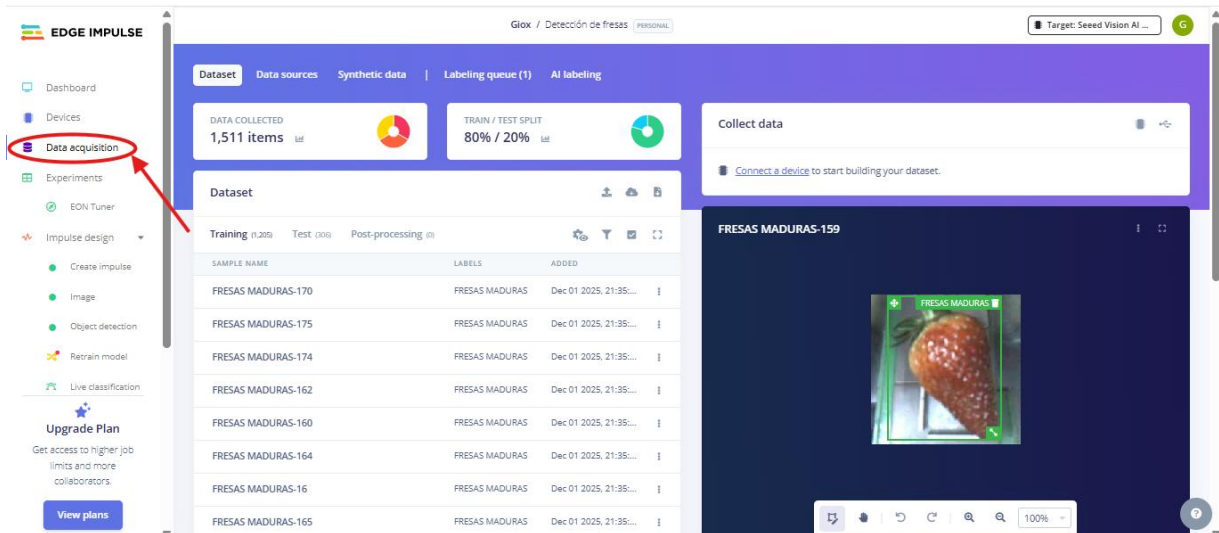 EDGE IMPULSE
Giox / Detección de fresas PERSONAL
Target: Seeed Vision AI ...
G
Dashboard
Devices
Data acquisition
Experiments
EON Tuner
Impulse design
Create impulse
Image
Object detection
Retrain model
Live classification
Upgrade Plan
Get access to higher job
limits and more
collaborators.
View plans
Dataset Data sources Synthetic data | Labeling queue (1) AI labeling
DATA COLLECTED
1,511 items
TRAIN / TEST SPLIT
80% / 20%
Dataset
Training (1,205) Test (306) Post-processing (0)
SAMPLE NAME LABELS ADDED
FRESAS MADURAS-170 FRESAS MADURAS Dec 01 2025, 21:35:...
FRESAS MADURAS-175 FRESAS MADURAS Dec 01 2025, 21:35:...
FRESAS MADURAS-174 FRESAS MADURAS Dec 01 2025, 21:35:...
FRESAS MADURAS-162 FRESAS MADURAS Dec 01 2025, 21:35:...
FRESAS MADURAS-160 FRESAS MADURAS Dec 01 2025, 21:35:...
FRESAS MADURAS-164 FRESAS MADURAS Dec 01 2025, 21:35:...
FRESAS MADURAS-16 FRESAS MADURAS Dec 01 2025, 21:35:...
FRESAS MADURAS-165 FRESAS MADURAS Dec 01 2025, 21:35:...
Collect data
Connect a device to start building your dataset.
FRESAS MADURAS-159
FRESAS MADURAS
100%
?